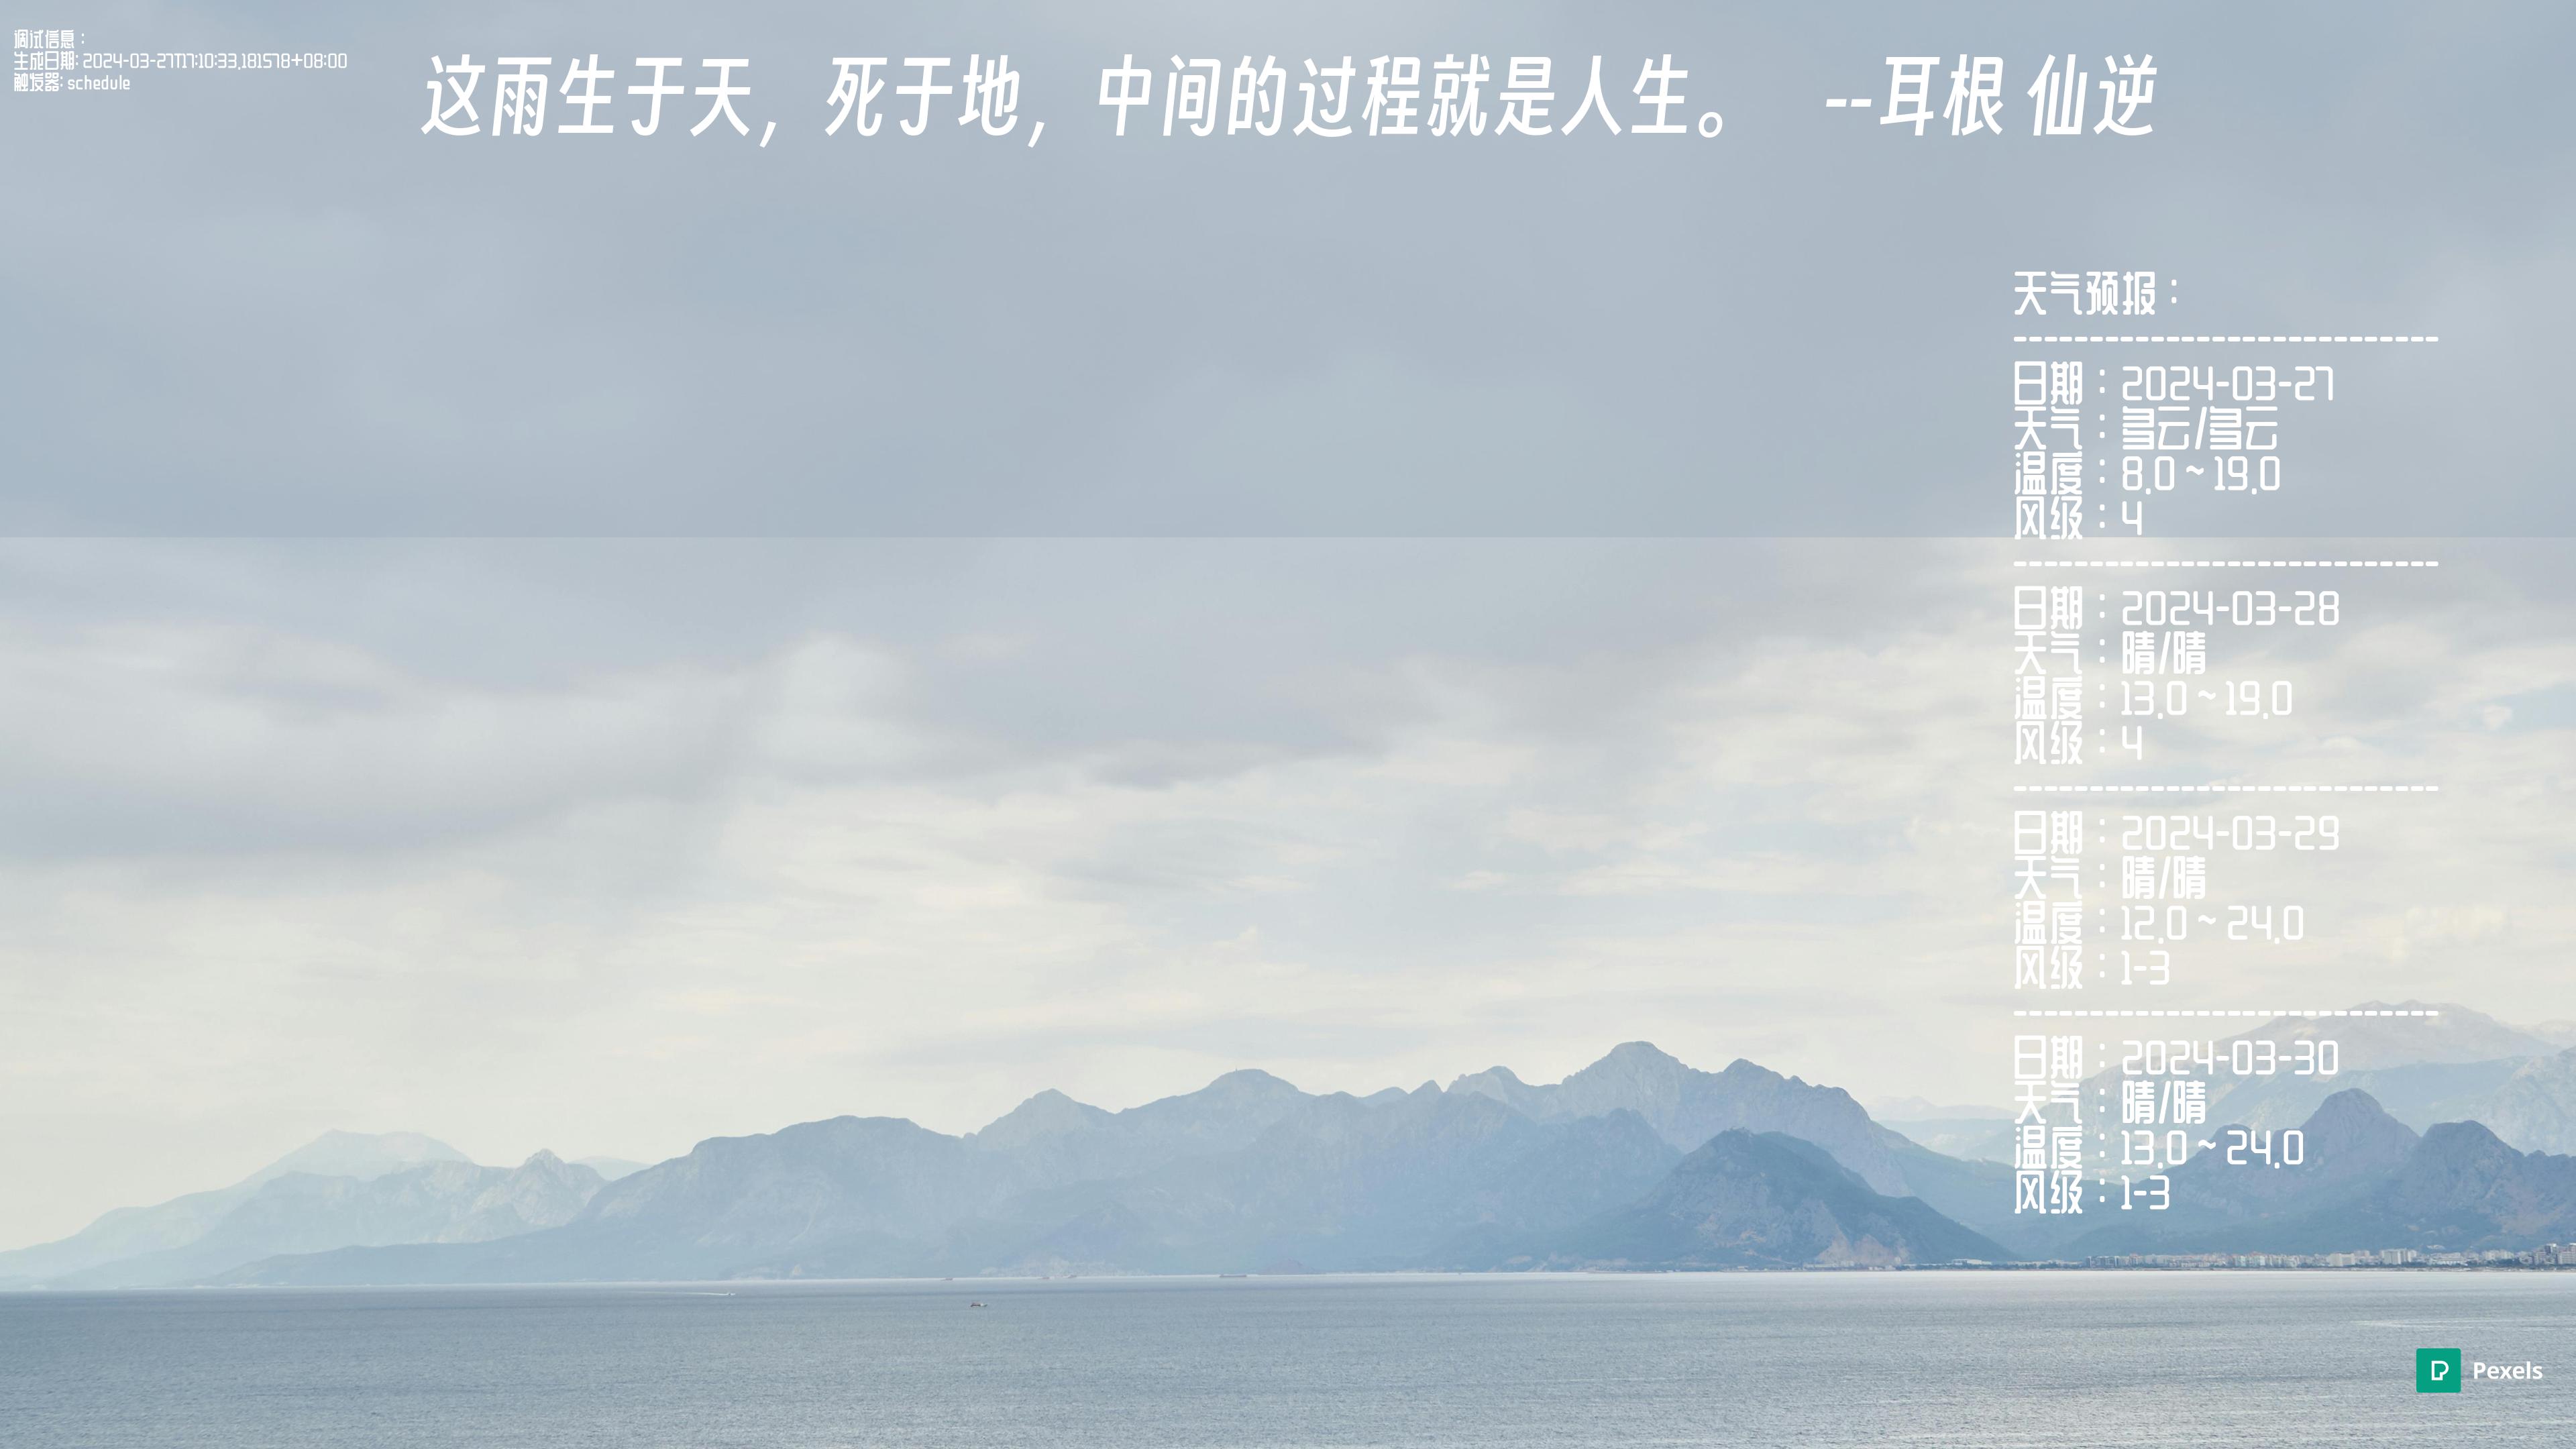 调试信息：
生成日期: 2024-03-27T17:10:33.181578+08:00
触发器: schedule
这雨生于天，死于地，中间的过程就是人生。 --耳根 仙逆
天气预报：
----------------------------
日期：2024-03-27
天气：多云/多云
温度：8.0 ~ 19.0
风级：4
----------------------------
日期：2024-03-28
天气：晴/晴
温度：13.0 ~ 19.0
风级：4
----------------------------
日期：2024-03-29
天气：晴/晴
温度：12.0 ~ 24.0
风级：1-3
----------------------------
日期：2024-03-30
天气：晴/晴
温度：13.0 ~ 24.0
风级：1-3
Pexels